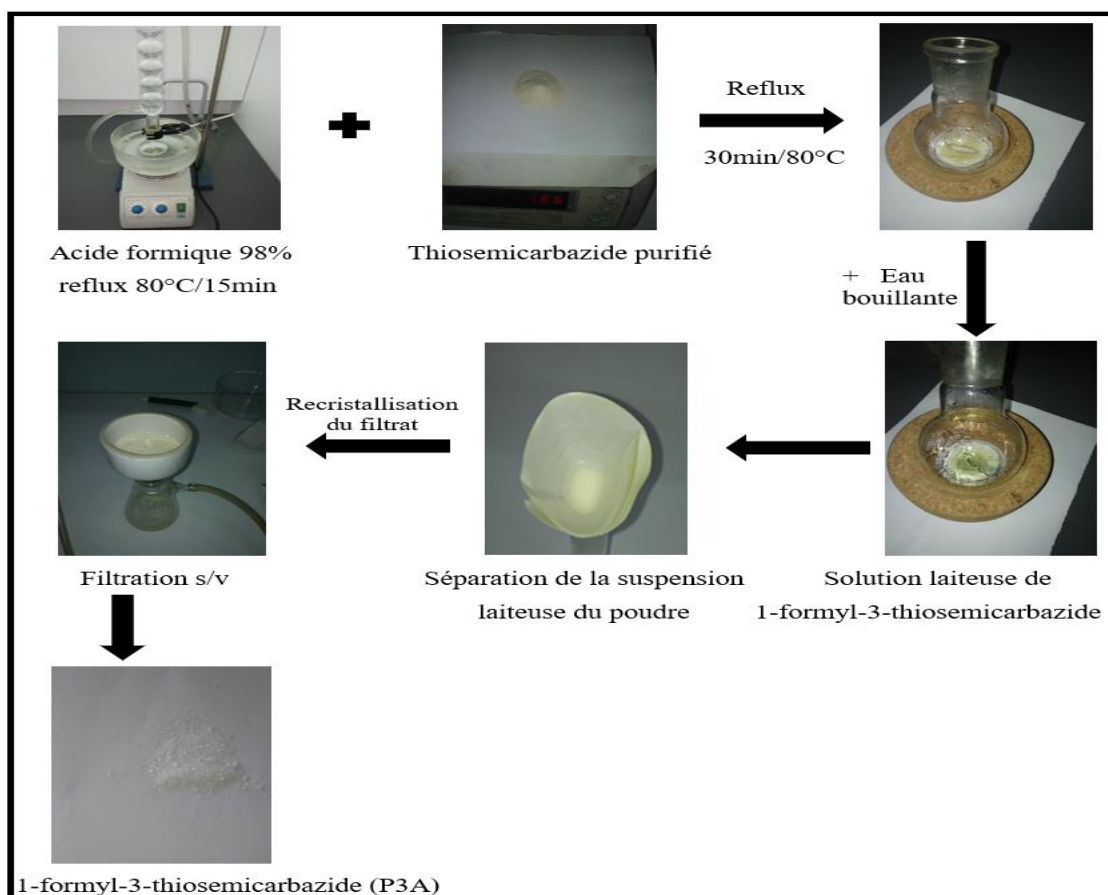 Acide formique 98%
reflux 80°C/15min
Thiosemicarbazide purifié
Reflux
30min/80°C
+ Eau
bouillante
Solution laiteuse de
1-formyl-3-thiosemicarbazide
Séparation de la suspension
laiteuse du poudre
Recristallisation
du filtrat
Filtration s/v
1-formyl-3-thiosemicarbazide (P3A)